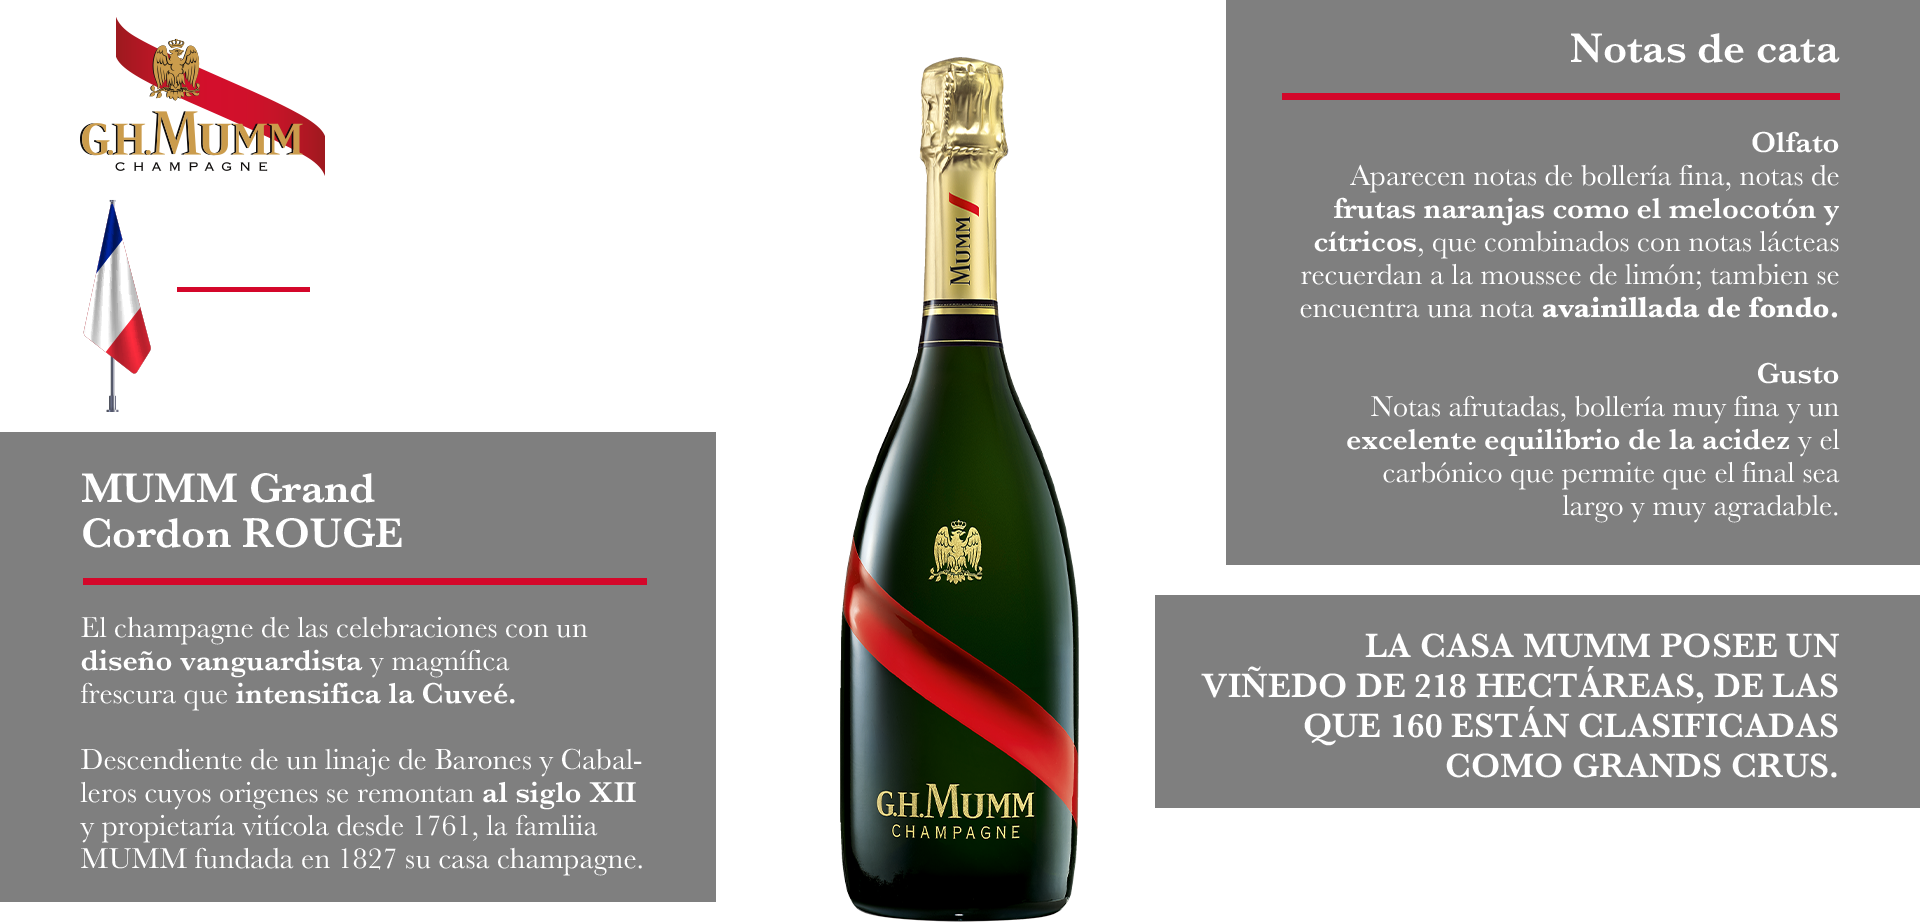 G.H.MUMM
CHAMPAGNE
MUMM Grand
Cordon ROUGE
El champagne de las celebraciones con un
diseño vanguardista y magnífica
frescura que intensifica la Cuveé.
Descendiente de un linaje de Barones y Cabal-
leros cuyos origenes se remontan al siglo XII
y propietaría vitícola desde 1761, la famliia
MUMM fundada en 1827 su casa champagne.
MUMM
G.H.MUMM
CHAMPAGNE
Notas de cata
Olfato
Aparecen notas de bollería fina, notas de
frutas naranjas como el melocotón y
cítricos, que combinados con notas lácteas
recuerdan a la moussee de limón; tambien se
encuentra una nota avainillada de fondo.
Gusto
Notas afrutadas, bollería muy fina y un
excelente equilibrio de la acidez y el
carbónico que permite que el final sea
largo y muy agradable.
LA CASA MUMM POSEE UN
VIÑEDO DE 218 HECTÁREAS, DE LAS
QUE 160 ESTÁN CLASIFICADAS
COMO GRANDS CRUS.